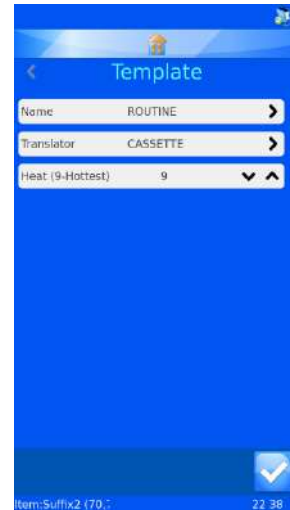 Template
Name ROUTINE
Translator CASSETTE
Heat (9-Hottest) 9
Item:Suffix2 (70,
22 38